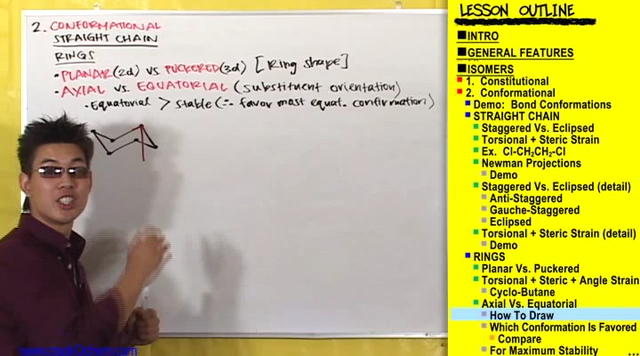 2. CONFORMATIONAL
STRAIGHT CHAIN
RINGS
• PLANAR (2d) VS PUCKERED (3d) [Ring shape]
• AXIAL VS EQUATORIAL (substituent orientation)
• Equatorial > stable (∴ favor most equat. confirmation)
LESSON OUTLINE
INTRO
GENERAL FEATURES
ISOMERS
1. Constitutional
2. Conformational
Demo: Bond Conformations
STRAIGHT CHAIN
Staggered Vs. Eclipsed
Torsional + Steric Strain
Ex. Cl-CH2CH2-Cl
Newman Projections
Demo
Staggered Vs. Eclipsed (detail)
Anti-Staggered
Gauche-Staggered
Eclipsed
Torsional + Steric Strain (detail)
Demo
RINGS
Planar Vs. Puckered
Torsional + Steric + Angle Strain
Cyclo-Butane
Axial Vs. Equatorial
How To Draw
Which Conformation Is Favored
Compare
For Maximum Stability
...
...